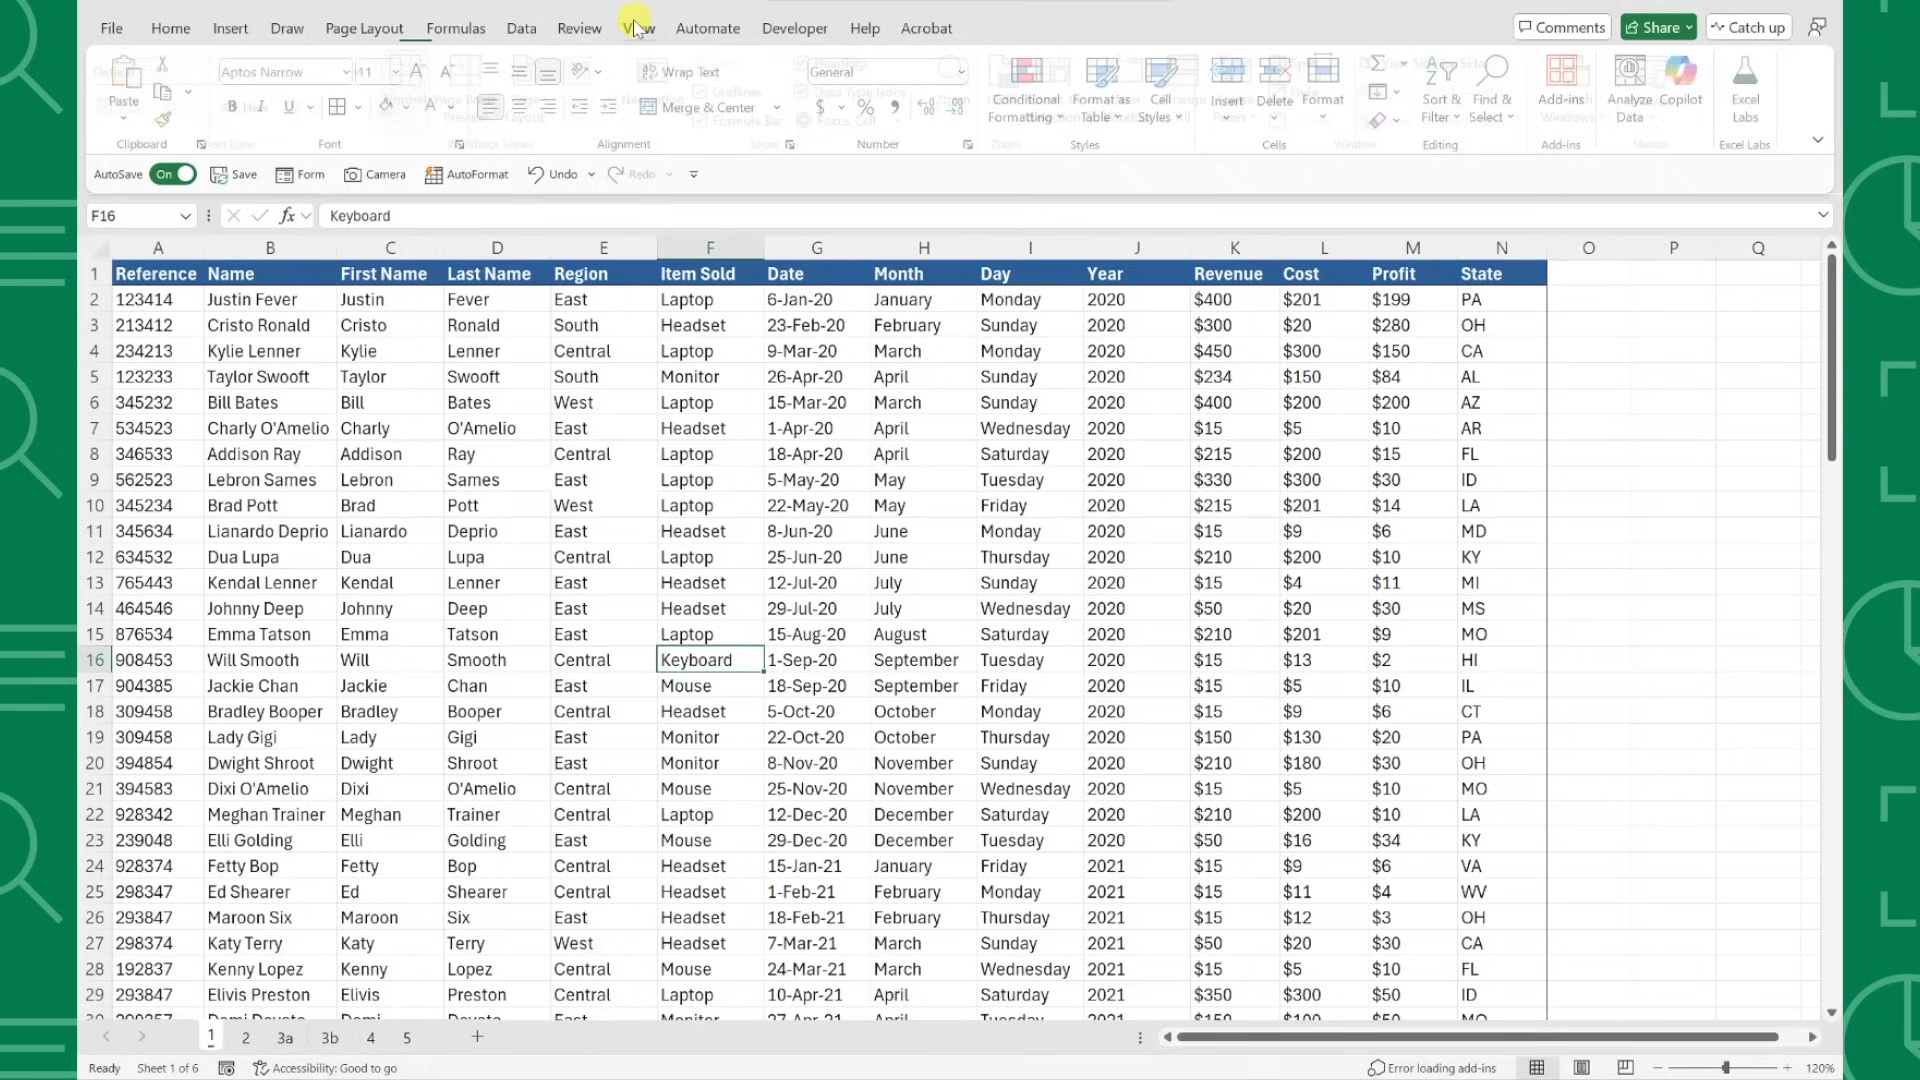 File Home Insert Draw Page Layout Formulas Data Review View Automate Developer Help Acrobat Comments Share Catch up
Paste Aptos Narrow 11 Wrap Text General Conditional Formatting Format as Table Cell Styles Insert Delete Format Sort & Filter Find & Select Add-ins Analyze Data Copilot Excel Labs
B I U Merge & Center $ %
Clipboard Font Alignment Number Styles Cells Editing Add-ins Excel Labs
AutoSave On Save Form Camera AutoFormat Undo Redo
F16 fx Keyboard
A B C D E F G H I J K L M N O P Q
1 Reference Name First Name Last Name Region Item Sold Date Month Day Year Revenue Cost Profit State
2 123414 Justin Fever Justin Fever East Laptop 6-Jan-20 January Monday 2020 $400 $201 $199 PA
3 213412 Cristo Ronald Cristo Ronald South Headset 23-Feb-20 February Sunday 2020 $300 $20 $280 OH
4 234213 Kylie Lenner Kylie Lenner Central Laptop 9-Mar-20 March Monday 2020 $450 $300 $150 CA
5 123233 Taylor Swooft Taylor Swooft South Monitor 26-Apr-20 April Sunday 2020 $234 $150 $84 AL
6 345232 Bill Bates Bill Bates West Laptop 15-Mar-20 March Sunday 2020 $400 $200 $200 AZ
7 534523 Charly O'Amelio Charly O'Amelio East Headset 1-Apr-20 April Wednesday 2020 $15 $5 $10 AR
8 346533 Addison Ray Addison Ray Central Laptop 18-Apr-20 April Saturday 2020 $215 $200 $15 FL
9 562523 Lebron Sames Lebron Sames East Laptop 5-May-20 May Tuesday 2020 $330 $300 $30 ID
10 345234 Brad Pott Brad Pott West Laptop 22-May-20 May Friday 2020 $215 $201 $14 LA
11 345634 Lianardo Deprio Lianardo Deprio East Headset 8-Jun-20 June Monday 2020 $15 $9 $6 MD
12 634532 Dua Lupa Dua Lupa Central Laptop 25-Jun-20 June Thursday 2020 $210 $200 $10 KY
13 765443 Kendal Lenner Kendal Lenner East Headset 12-Jul-20 July Sunday 2020 $15 $4 $11 MI
14 464546 Johnny Deep Johnny Deep East Headset 29-Jul-20 July Wednesday 2020 $50 $20 $30 MS
15 876534 Emma Tatson Emma Tatson East Laptop 15-Aug-20 August Saturday 2020 $210 $201 $9 MO
16 908453 Will Smooth Will Smooth Central Keyboard 1-Sep-20 September Tuesday 2020 $15 $13 $2 HI
17 904385 Jackie Chan Jackie Chan East Mouse 18-Sep-20 September Friday 2020 $15 $5 $10 IL
18 309458 Bradley Booper Bradley Booper Central Headset 5-Oct-20 October Monday 2020 $15 $9 $6 CT
19 309458 Lady Gigi Lady Gigi East Monitor 22-Oct-20 October Thursday 2020 $150 $130 $20 PA
20 394854 Dwight Shroot Dwight Shroot East Monitor 8-Nov-20 November Sunday 2020 $210 $180 $30 OH
21 394583 Dixi O'Amelio Dixi O'Amelio Central Mouse 25-Nov-20 November Wednesday 2020 $15 $5 $10 MO
22 928342 Meghan Trainer Meghan Trainer Central Laptop 12-Dec-20 December Saturday 2020 $210 $200 $10 LA
23 239048 Elli Golding Elli Golding East Mouse 29-Dec-20 December Tuesday 2020 $50 $16 $34 KY
24 928374 Fetty Bop Fetty Bop Central Headset 15-Jan-21 January Friday 2021 $15 $9 $6 VA
25 298347 Ed Shearer Ed Shearer Central Headset 1-Feb-21 February Monday 2021 $15 $11 $4 WV
26 293847 Maroon Six Maroon Six East Headset 18-Feb-21 February Thursday 2021 $15 $12 $3 OH
27 298374 Katy Terry Katy Terry West Headset 7-Mar-21 March Sunday 2021 $50 $20 $30 CA
28 192837 Kenny Lopez Kenny Lopez Central Mouse 24-Mar-21 March Wednesday 2021 $15 $5 $10 FL
29 293847 Elivis Preston Elivis Preston Central Laptop 10-Apr-21 April Saturday 2021 $350 $300 $50 ID
1 2 3a 3b 4 5
Ready Sheet 1 of 6 Accessibility: Good to go Error loading add-ins 120%